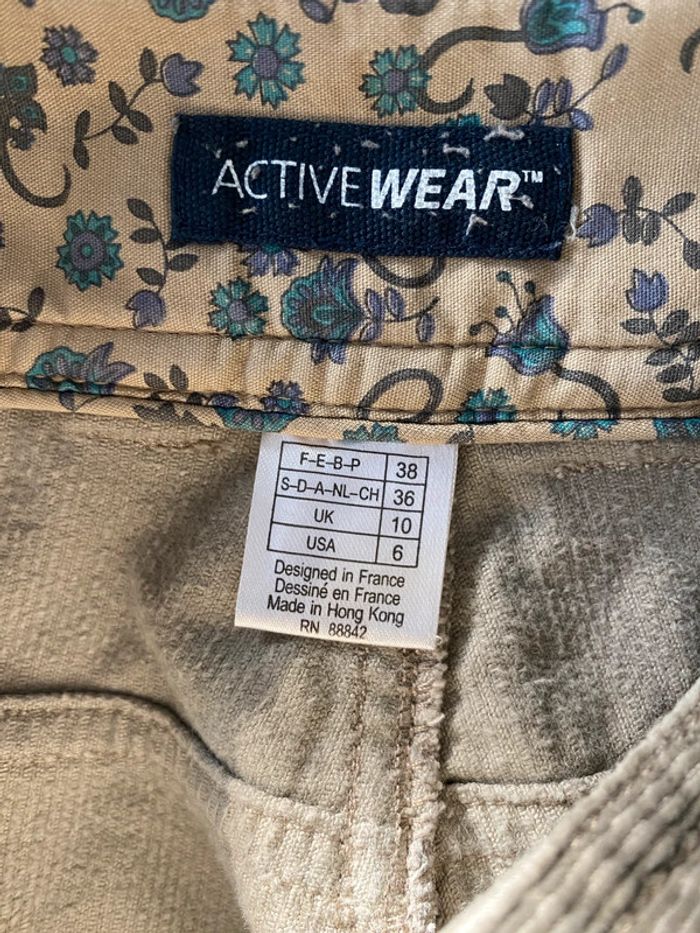 ACTIVEWEAR™
F–E–B–P 38
S–D–A–NL–CH 36
UK 10
USA 6
Designed in France
Dessiné en France
Made in Hong Kong
RN 88842